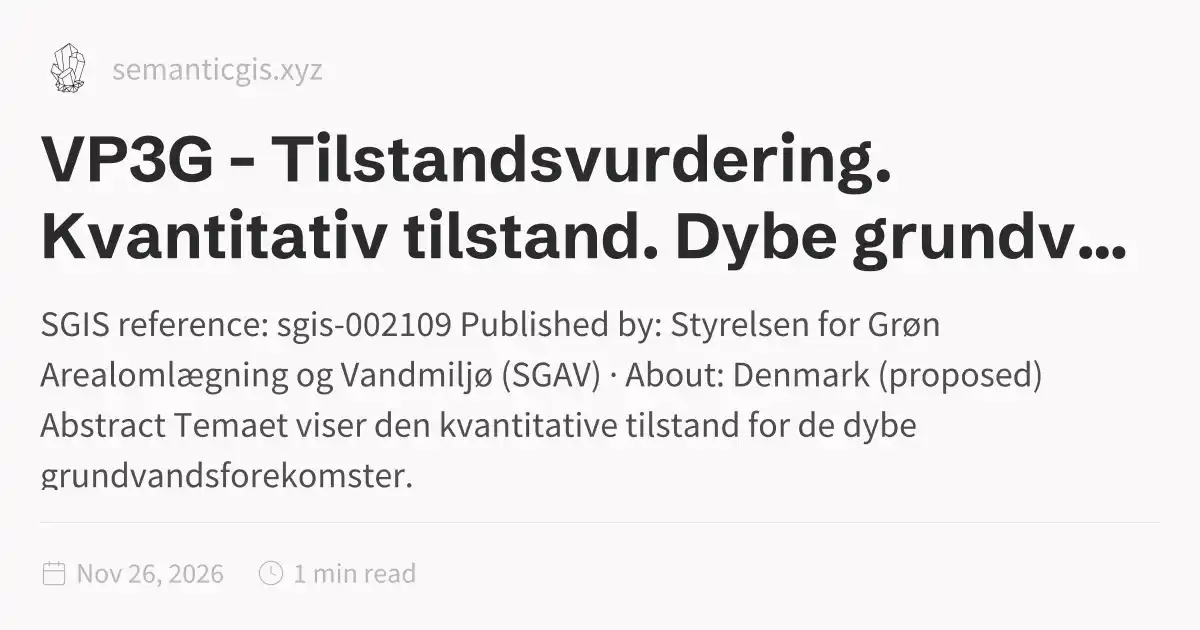 semanticgis.xyz
VP3G - Tilstandsvurdering.
Kvantitativ tilstand. Dybe grundv...
SGIS reference: sgis-002109 Published by: Styrelsen for Grøn
Arealomlægning og Vandmiljø (SGAV) · About: Denmark (proposed)
Abstract Temaet viser den kvantitative tilstand for de dybe
grundvandsforekomster.
Nov 26, 2026 1 min read